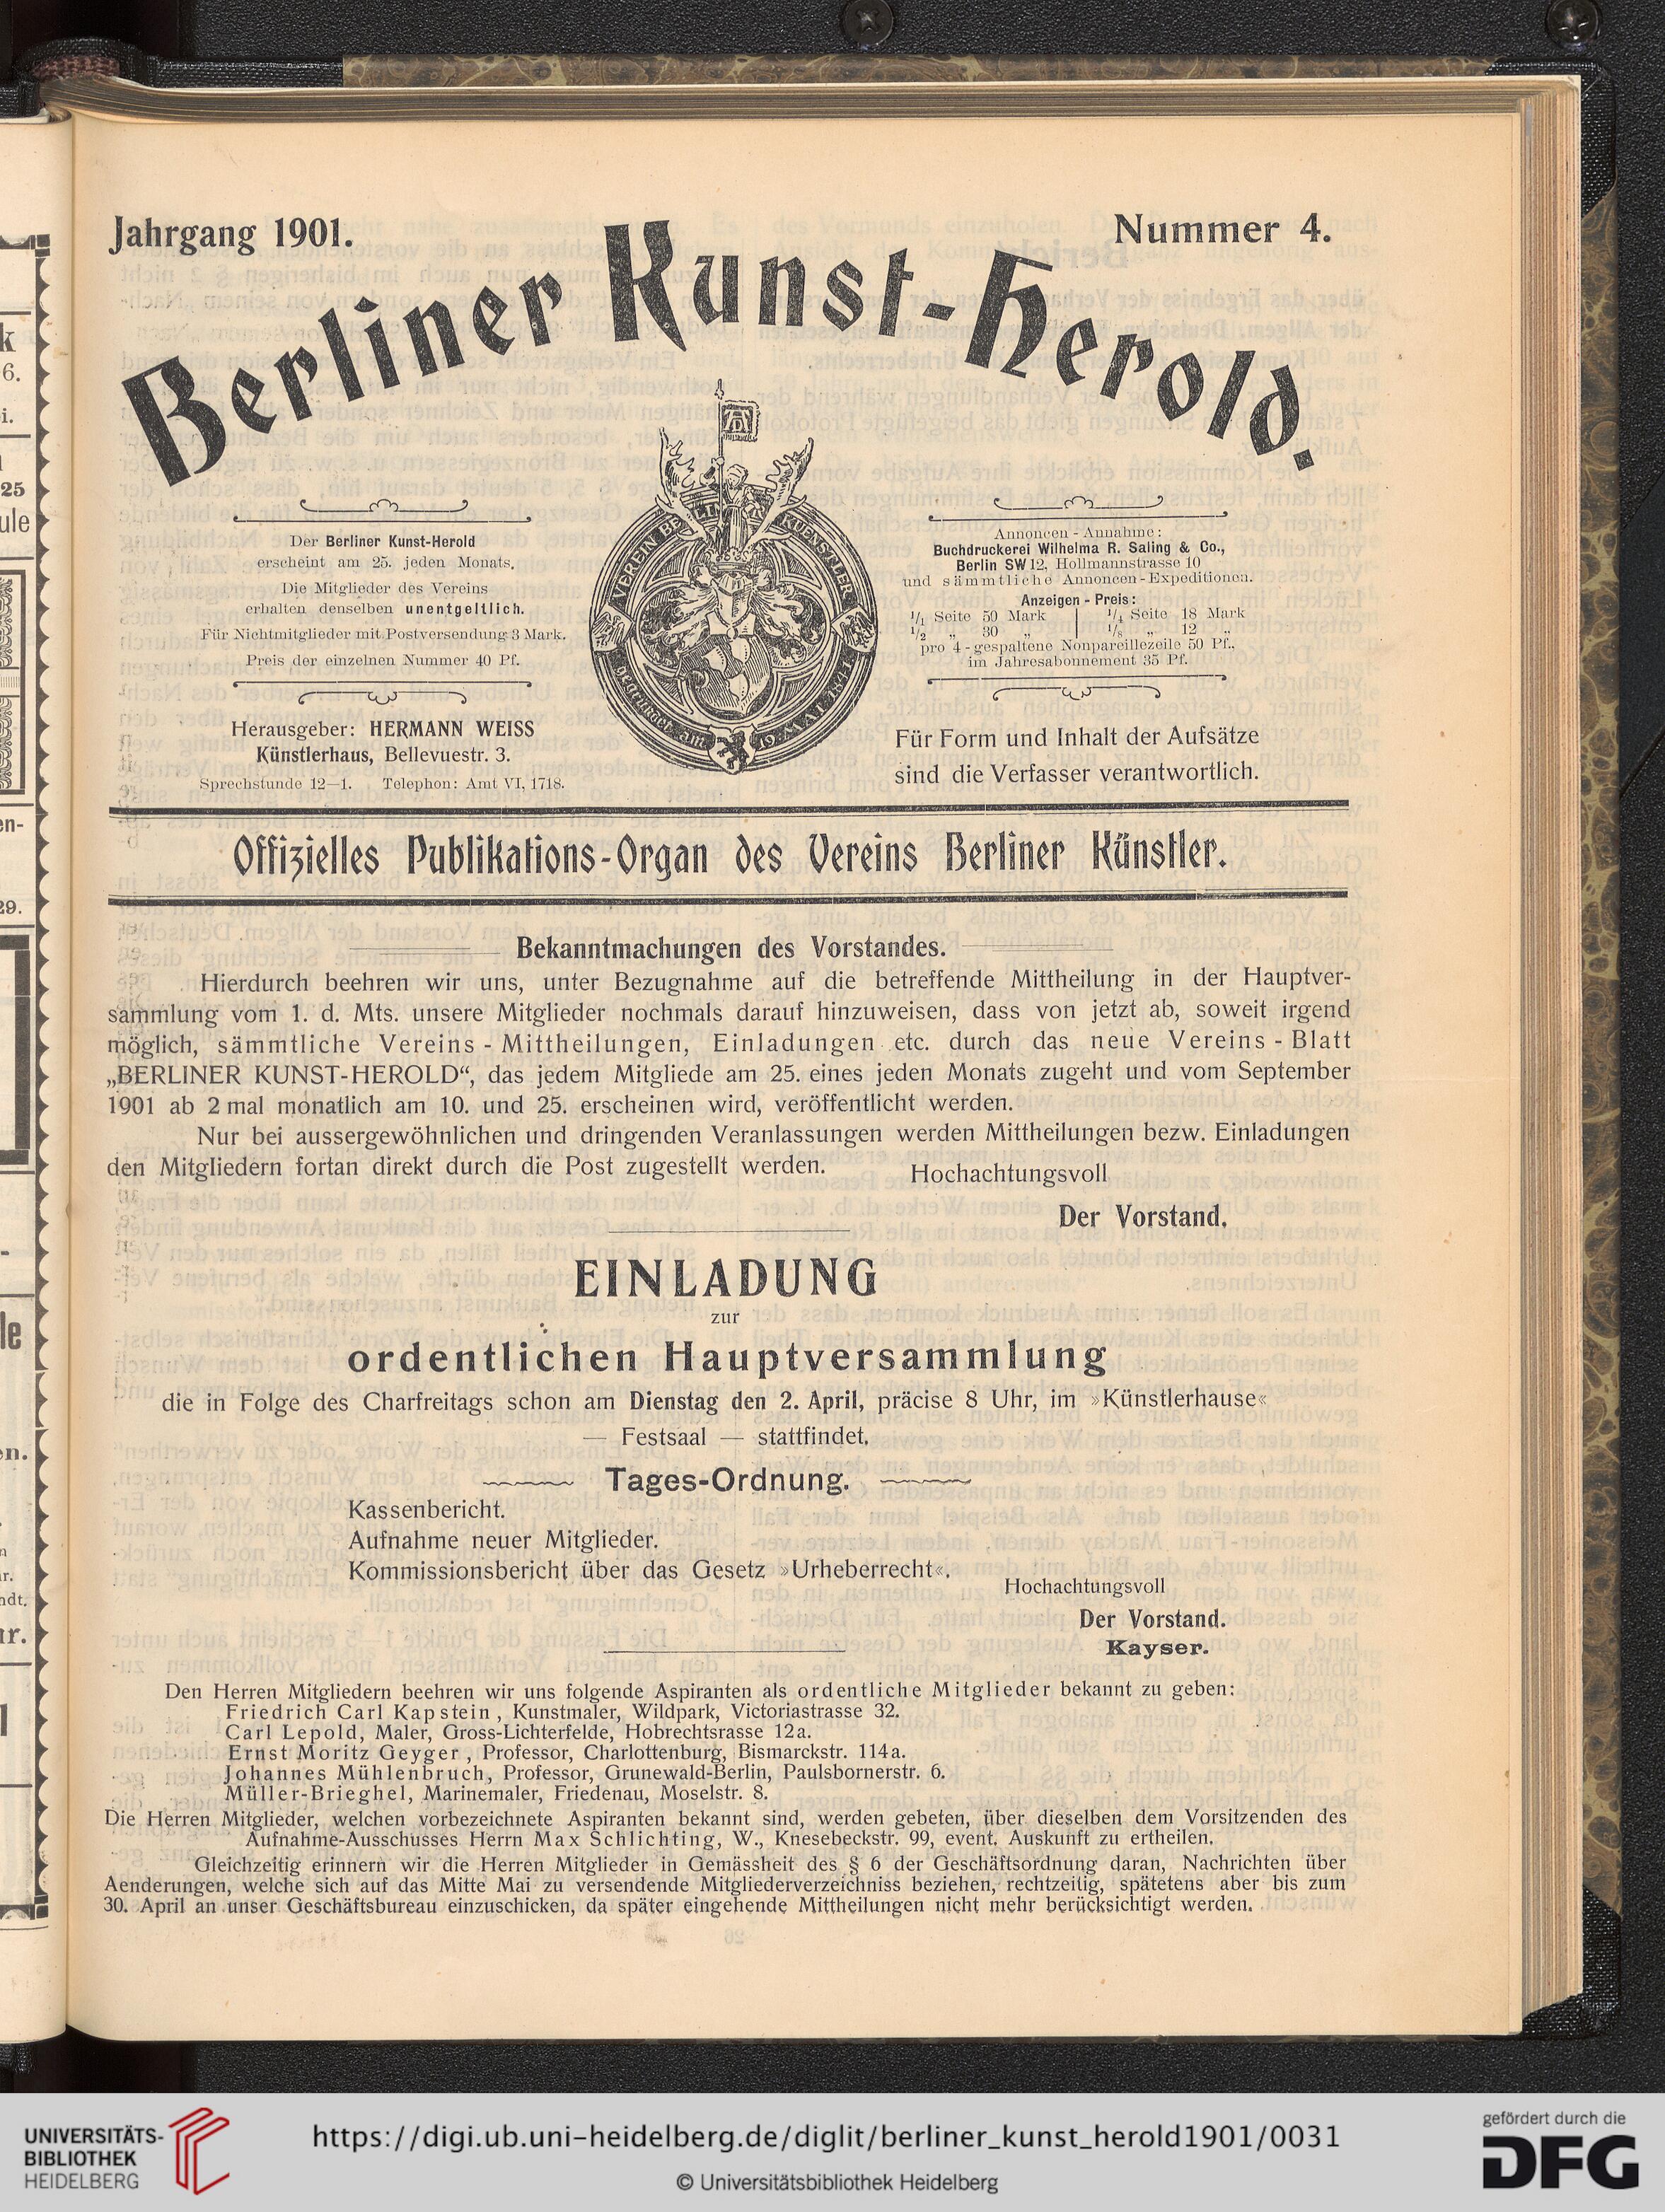 Jahrgang 1901.
Nummer 4.
Berliner Kunst-Herold.
VEREIN BERLINER KUENSTLER
gegründet am 19. MAI 1841
Der Berliner Kunst-Herold
erscheint am 25. jeden Monats.
Die Mitglieder des Vereins
erhalten denselben unentgeltlich.
Für Nichtmitglieder mit Postversendung 3 Mark.
Preis der einzelnen Nummer 40 Pf.
Herausgeber: HERMANN WEISS
Künstlerhaus, Bellevuestr. 3.
Sprechstunde 12—1. Telephon: Amt VI, 1718.
Annoncen - Annahme:
Buchdruckerei Wilhelma R. Saling & Co.,
Berlin SW 12, Hollmannstrasse 10
und sämmtliche Annoncen-Expeditionen.
Anzeigen - Preis:
1/1 Seite 50 Mark | 1/4 Seite 18 Mark
1/2 „ 30 „ | 1/8 „ 12 „
pro 4-gespaltene Nonpareillezeile 50 Pf.,
im Jahresabonnement 35 Pf.
Für Form und Inhalt der Aufsätze
sind die Verfasser verantwortlich.
Offizielles Publikations-Organ des Vereins Berliner Künstler.
Bekanntmachungen des Vorstandes.
Hierdurch beehren wir uns, unter Bezugnahme auf die betreffende Mittheilung in der Hauptver-
sammlung vom 1. d. Mts. unsere Mitglieder nochmals darauf hinzuweisen, dass von jetzt ab, soweit irgend
möglich, sämmtliche Vereins-Mittheilungen, Einladungen etc. durch das neue Vereins-Blatt
„BERLINER KUNST-HEROLD“, das jedem Mitgliede am 25. eines jeden Monats zugeht und vom September
1901 ab 2 mal monatlich am 10. und 25. erscheinen wird, veröffentlicht werden.
Nur bei aussergewöhnlichen und dringenden Veranlassungen werden Mittheilungen bezw. Einladungen
den Mitgliedern fortan direkt durch die Post zugestellt werden.
Hochachtungsvoll
Der Vorstand.
EINLADUNG
zur
ordentlichen Hauptversammlung
die in Folge des Charfreitags schon am Dienstag den 2. April, präcise 8 Uhr, im »Künstlerhause«
— Festsaal — stattfindet.
Tages-Ordnung.
Kassenbericht.
Aufnahme neuer Mitglieder.
Kommissionsbericht über das Gesetz »Urheberrecht«.
Hochachtungsvoll
Der Vorstand.
Kayser.
Den Herren Mitgliedern beehren wir uns folgende Aspiranten als ordentliche Mitglieder bekannt zu geben:
Friedrich Carl Kapstein, Kunstmaler, Wildpark, Victoriastrasse 32.
Carl Lepold, Maler, Gross-Lichterfelde, Hobrechtsrasse 12a.
Ernst Moritz Geyger, Professor, Charlottenburg, Bismarckstr. 114a.
Johannes Mühlenbruch, Professor, Grunewald-Berlin, Paulsbornerstr. 6.
Müller-Brieghel, Marinemaler, Friedenau, Moselstr. 8.
Die Herren Mitglieder, welchen vorbezeichnete Aspiranten bekannt sind, werden gebeten, über dieselben dem Vorsitzenden des
Aufnahme-Ausschusses Herrn Max Schlichting, W., Knesebeckstr. 99, event. Auskunft zu ertheilen.
Gleichzeitig erinnern wir die Herren Mitglieder in Gemässheit des § 6 der Geschäftsordnung daran, Nachrichten über
Aenderungen, welche sich auf das Mitte Mai zu versendende Mitgliederverzeichniss beziehen, rechtzeitig, spätetens aber bis zum
30. April an unser Geschäftsbureau einzuschicken, da später eingehende Mittheilungen nicht mehr berücksichtigt werden.
UNIVERSITÄTS-
BIBLIOTHEK
HEIDELBERG
https://digi.ub.uni-heidelberg.de/diglit/berliner_kunst_herold1901/0031
© Universitätsbibliothek Heidelberg
gefördert durch die
DFG